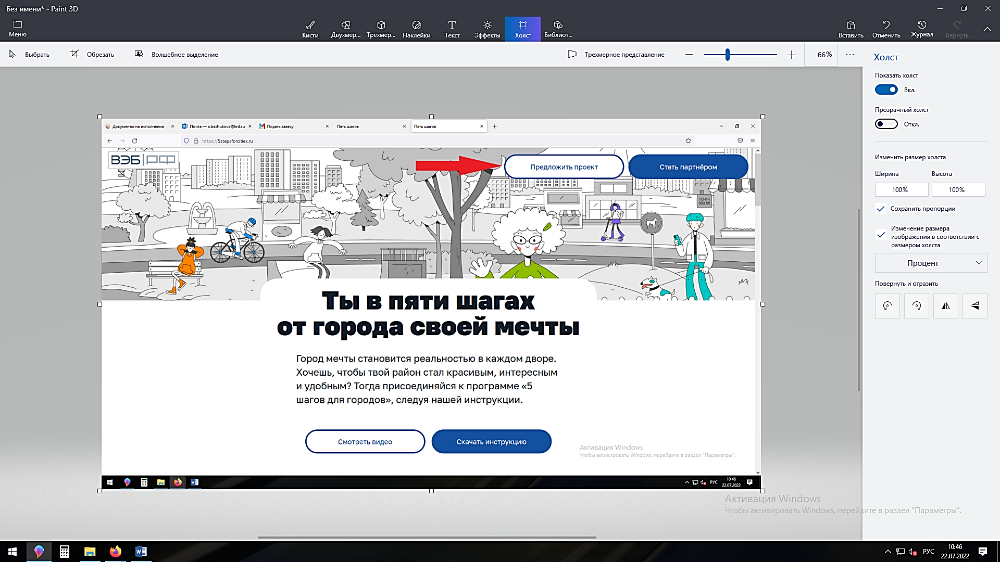 Без имени* - Paint 3D
Меню
Кисти
Двухмер...
Трехмер...
Наклейки
Текст
Эффекты
Холст
Библиот...
Вставить
Отменить
Журнал
Вернуть
Выбрать
Обрезать
Волшебное выделение
Трехмерное представление
66%
Холст
Показать холст
Вкл.
Прозрачный холст
Откл.
Изменить размер холста
Ширина
Высота
100%
100%
Сохранить пропорции
Изменение размера
изображения в соответствии с
размером холста
Процент
Повернуть и отразить
Документы на исполнении
Почта — a.bazhukova@krd.ru
Подать заявку
Пять шагов
Пять шагов
https://5stepsforcities.ru
ВЭБ|РФ
Предложить проект
Стать партнёром
ПОЧТА
РОССИИ
Ты в пяти шагах
от города своей мечты
Город мечты становится реальностью в каждом дворе.
Хочешь, чтобы твой район стал красивым, интересным
и удобным? Тогда присоединяйся к программе «5
шагов для городов», следуя нашей инструкции.
Смотреть видео
Скачать инструкцию
Активация Windows
Чтобы активировать Windows, перейдите в раздел "Параметры".
РУС
10:46
22.07.2022
Активация Windows
Чтобы активировать Windows, перейдите в раздел "Параметры".
РУС
10:46
22.07.2022